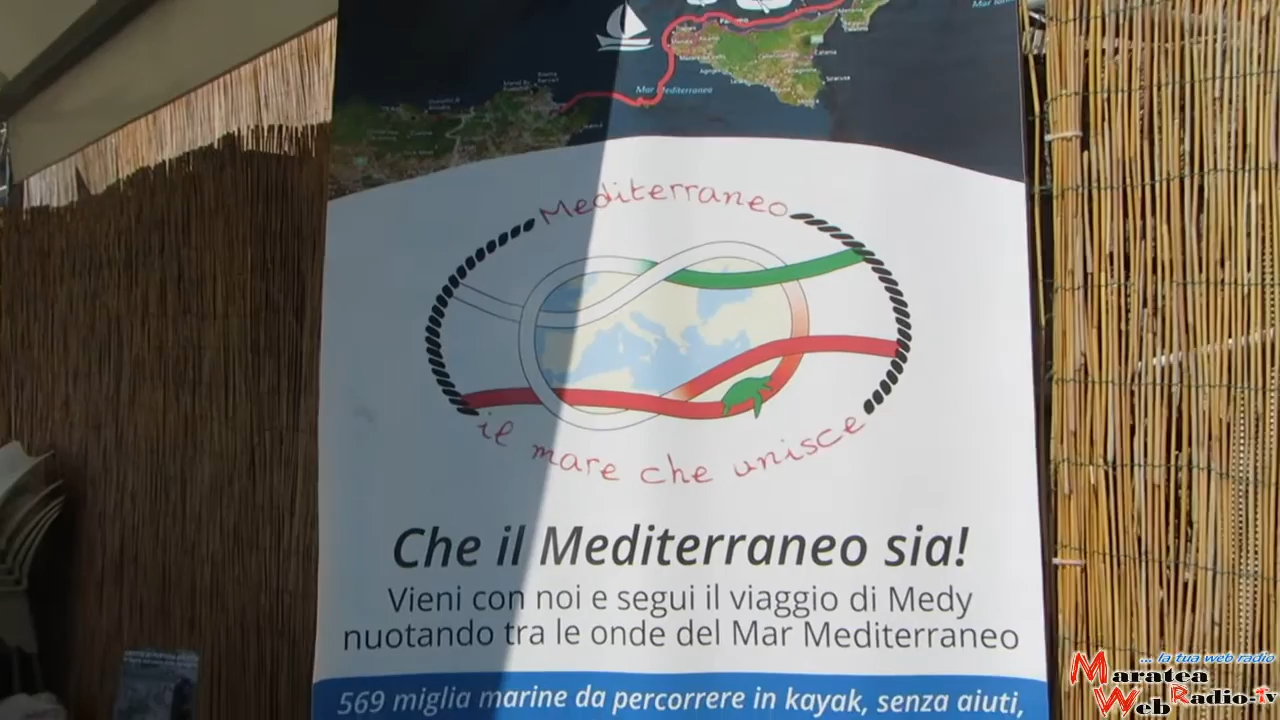 Mar Ion
Mar Mediterraneo
Mediterraneo
il mare che unisce
Che il Mediterraneo sia!
Vieni con noi e segui il viaggio di Medy
nuotando tra le onde del Mar Mediterraneo
569 miglia marine da percorrere in kayak, senza aiuti,
... la tua web radio
Maratea
Web Radio-Tv